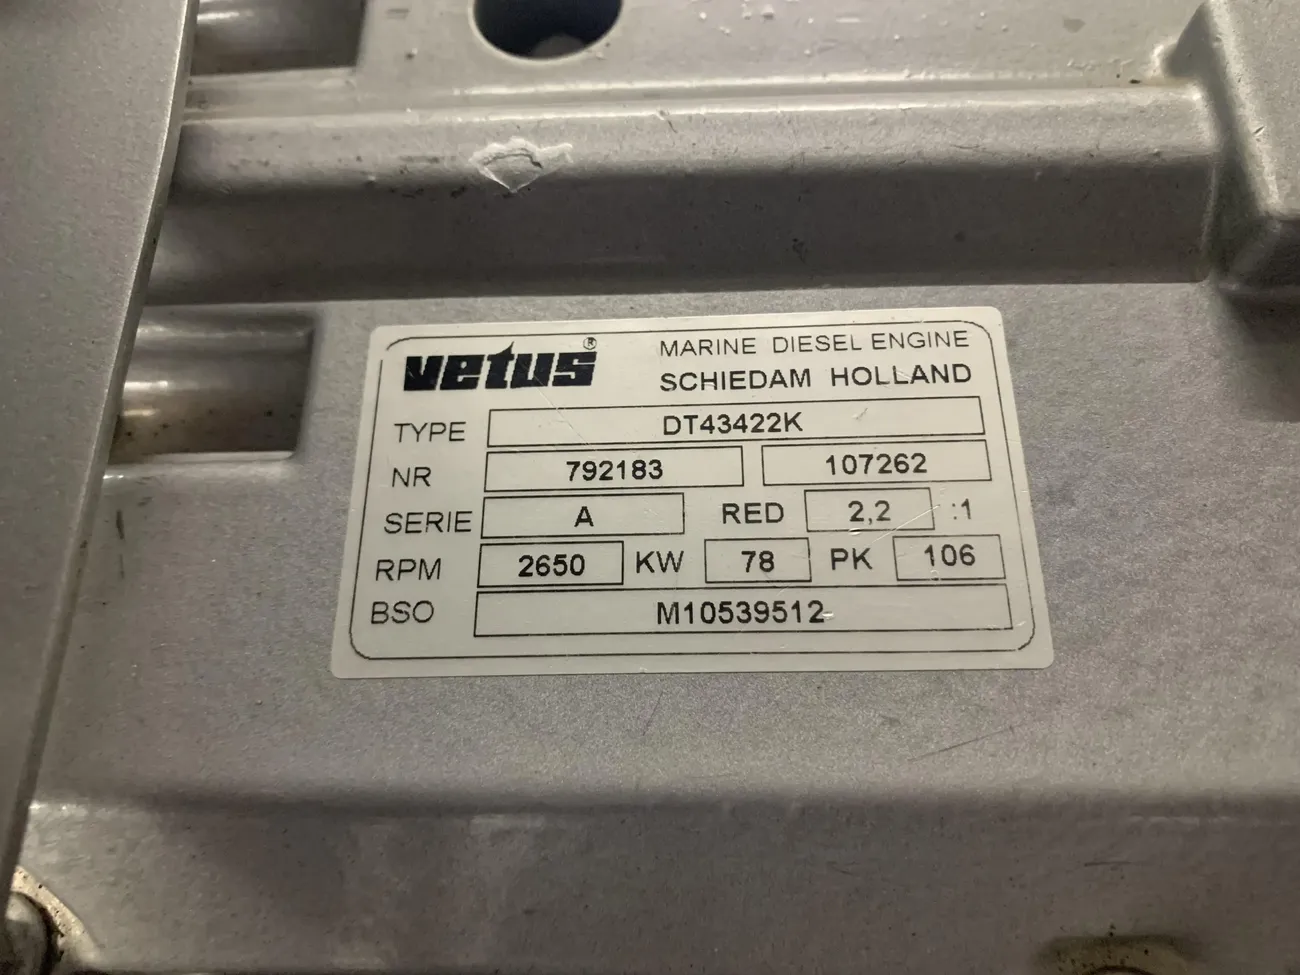 vetus®
MARINE DIESEL ENGINE
SCHIEDAM HOLLAND
TYPE DT43422K
NR 792183 107262
SERIE A RED 2,2 :1
RPM 2650 KW 78 PK 106
BSO M10539512